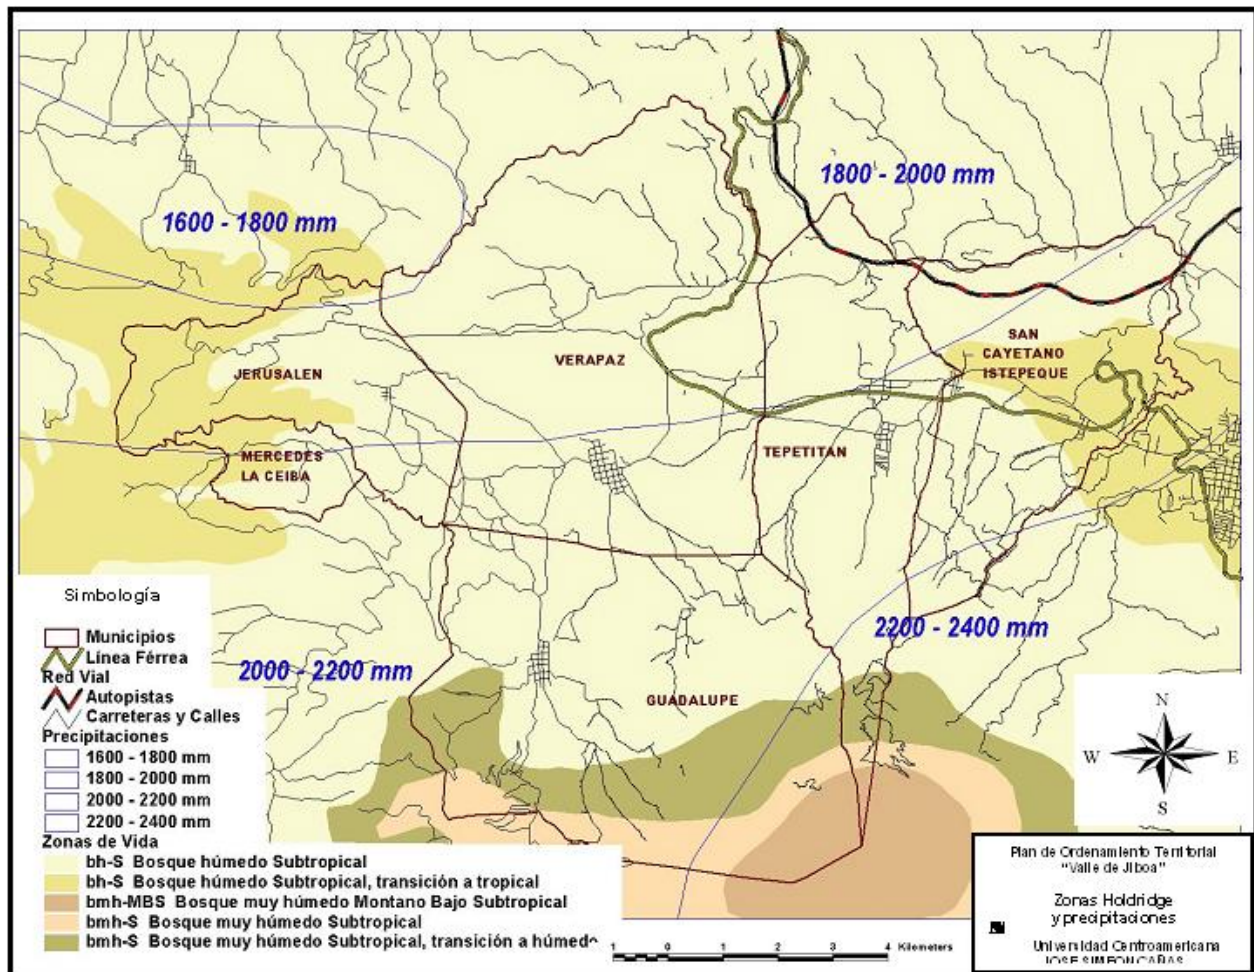 1800 - 2000 mm
1600 - 1800 mm
SAN
CAYETANO
ISTEPEQUE
VERAPAZ
JERUSALEN
TEPETITAN
MERCEDES
LA CEIBA
2200 - 2400 mm
2000 - 2200 mm
GUADALUPE
Simbología
Municipios
Línea Férrea
Red Vial
Autopistas
Carreteras y Calles
Precipitaciones
1600 - 1800 mm
1800 - 2000 mm
2000 - 2200 mm
2200 - 2400 mm
Zonas de Vida
bh-S Bosque húmedo Subtropical
bh-S Bosque húmedo Subtropical, transición a tropical
bmh-MBS Bosque muy húmedo Montano Bajo Subtropical
bmh-S Bosque muy húmedo Subtropical
bmh-S Bosque muy húmedo Subtropical, transición a
N
W E
S
1 0 1 2 3 4 Kilometers
Plan de Ordenamiento Territorial
"Valle de Jiboa"
Zonas Holdridge
y precipitaciones
Universidad Centroamericana
JOSE SIMEON CAÑAS